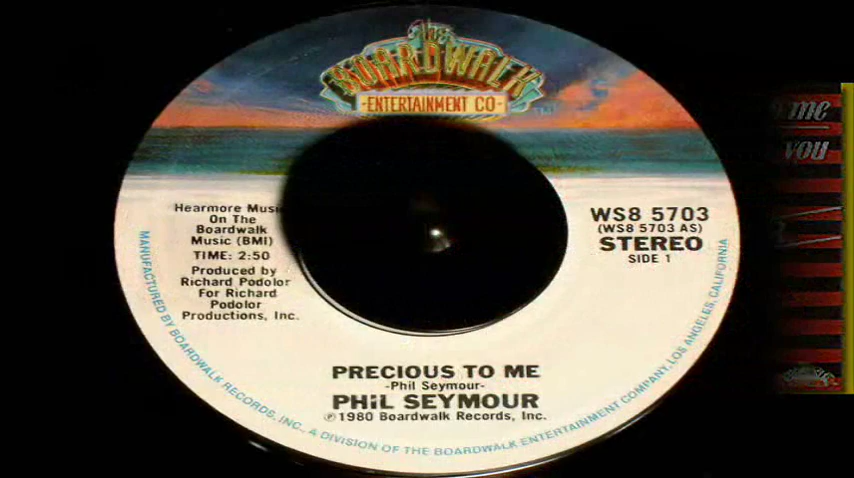 The
BOARDWALK
ENTERTAINMENT CO
Hearmore Music
On The
Boardwalk
Music (BMI)
TIME: 2:50
Produced by
Richard Podolor
For Richard
Podolor
Productions, Inc.
WS8 5703
(WS8 5703 AS)
STEREO
SIDE 1
PRECIOUS TO ME
-Phil Seymour-
PHIL SEYMOUR
℗1980 Boardwalk Records, Inc.
MANUFACTURED BY BOARDWALK RECORDS, INC., A DIVISION OF THE BOARDWALK ENTERTAINMENT COMPANY, LOS ANGELES, CALIFORNIA
me
you